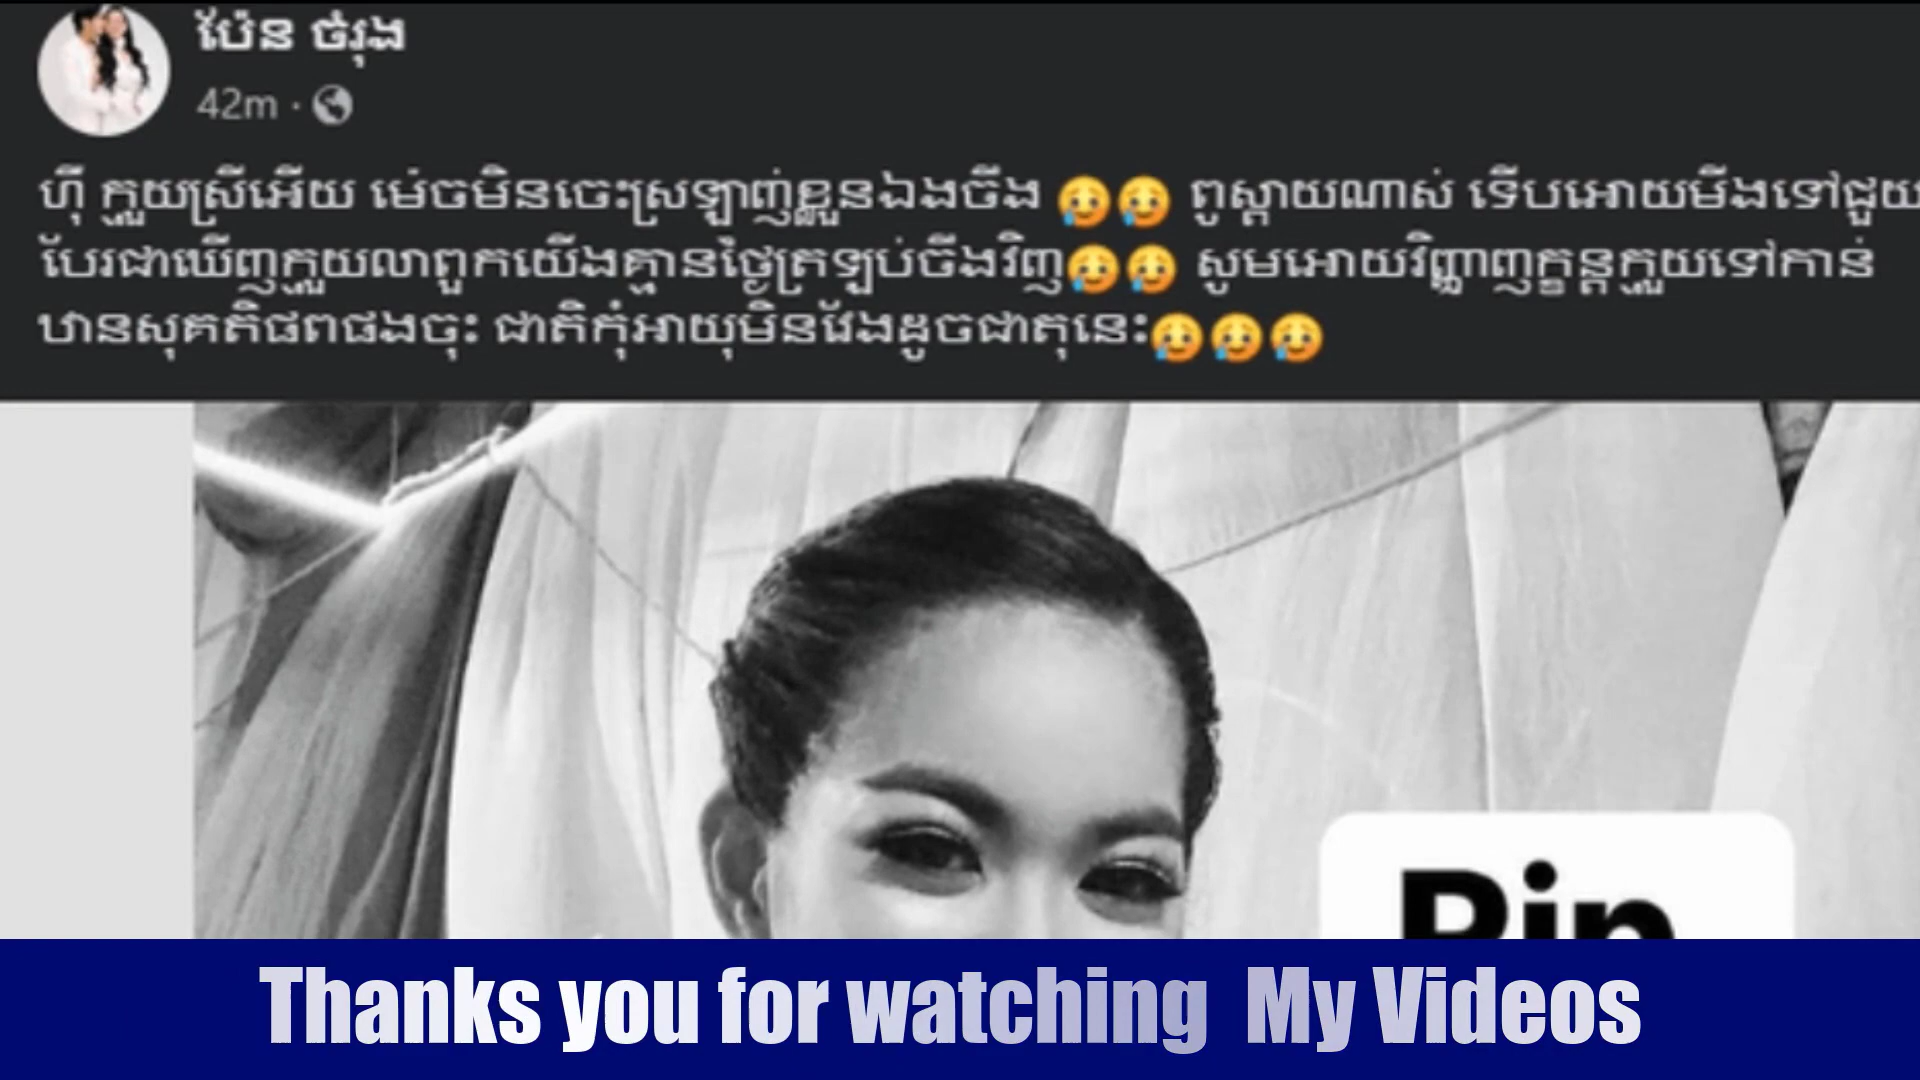 ប៉ែន ចំរុង
42m
ហ៊ឺ ក្មួយស្រីអើយ ម៉េចមិនចេះស្រឡាញ់ខ្លួនឯងចឹង 🥲🥲 ពូស្តាយណាស់ ទើបអោយមីងទៅជួយ
បែរជាឃើញក្មួយលាពួកយើងគ្មានថ្ងៃត្រឡប់ចឹងវិញ🥲🥲 សូមអោយវិញ្ញាញក្ខន្តក្មួយទៅកាន់
ឋានសុគតិផពផងចុះ ជាតិកុំអាយុមិនវែងដូចជាតុនេះ🥲🥲🥲
Rip
Thanks you for watching My Videos